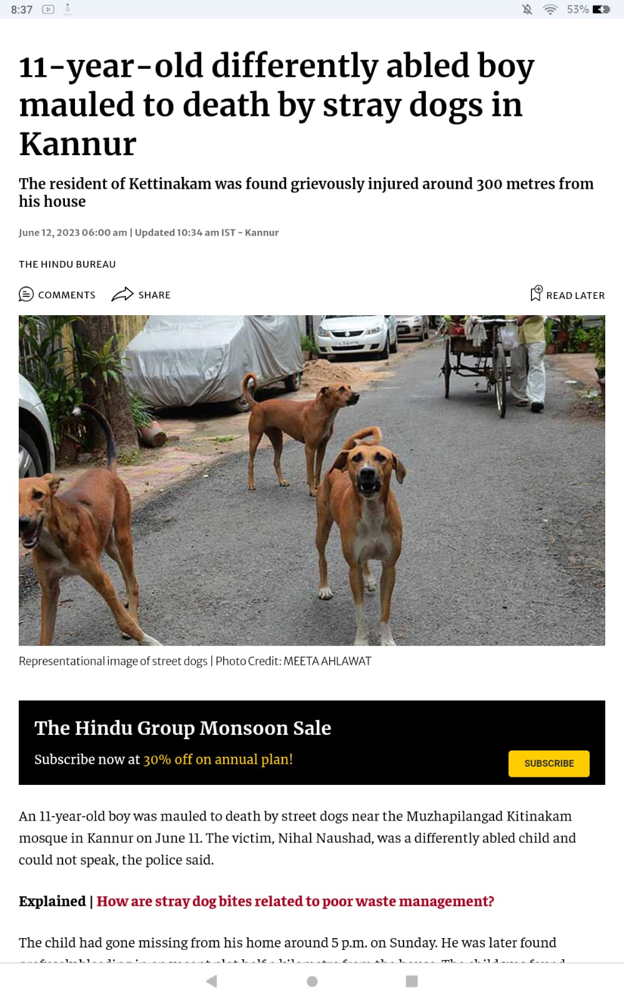 8:37
53%
11-year-old differently abled boy
mauled to death by stray dogs in
Kannur
The resident of Kettinakam was found grievously injured around 300 metres from
his house
June 12, 2023 06:00 am | Updated 10:34 am IST - Kannur
THE HINDU BUREAU
COMMENTS SHARE READ LATER
Representational image of street dogs | Photo Credit: MEETA AHLAWAT
The Hindu Group Monsoon Sale
Subscribe now at 30% off on annual plan!
SUBSCRIBE
An 11-year-old boy was mauled to death by street dogs near the Muzhapilangad Kitinakam
mosque in Kannur on June 11. The victim, Nihal Naushad, was a differently abled child and
could not speak, the police said.
Explained | How are stray dog bites related to poor waste management?
The child had gone missing from his home around 5 p.m. on Sunday. He was later found